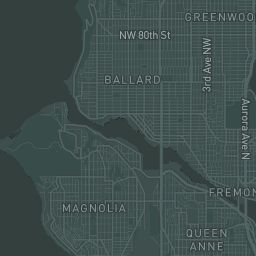 GREENWOO
NW 80th St
3rd Ave NW
BALLARD
Aurora Ave N
FREMON
MAGNOLIA
QUEEN
ANNE